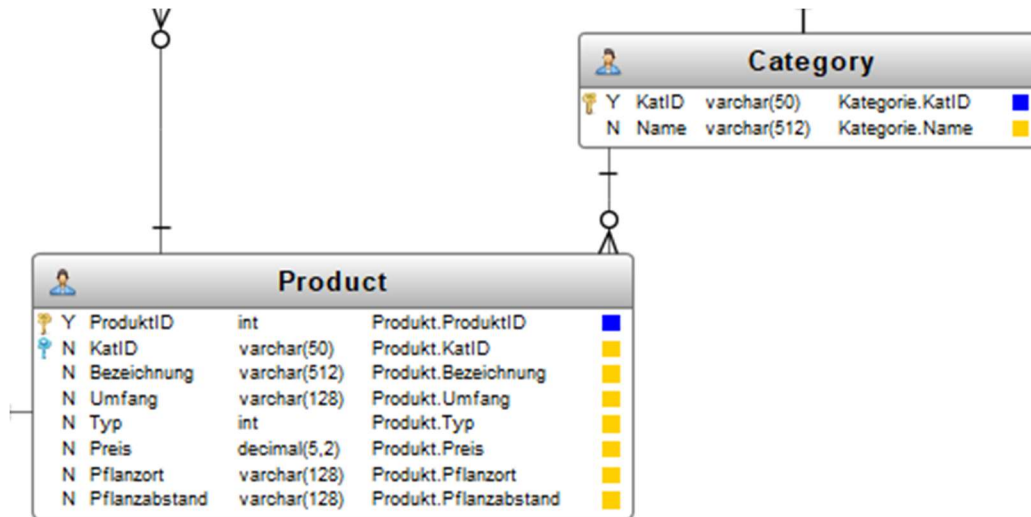 Category
Y KatID varchar(50) Kategorie.KatID
N Name varchar(512) Kategorie.Name
Product
Y ProduktID int Produkt.ProduktID
N KatID varchar(50) Produkt.KatID
N Bezeichnung varchar(512) Produkt.Bezeichnung
N Umfang varchar(128) Produkt.Umfang
N Typ int Produkt.Typ
N Preis decimal(5,2) Produkt.Preis
N Pflanzort varchar(128) Produkt.Pflanzort
N Pflanzabstand varchar(128) Produkt.Pflanzabstand